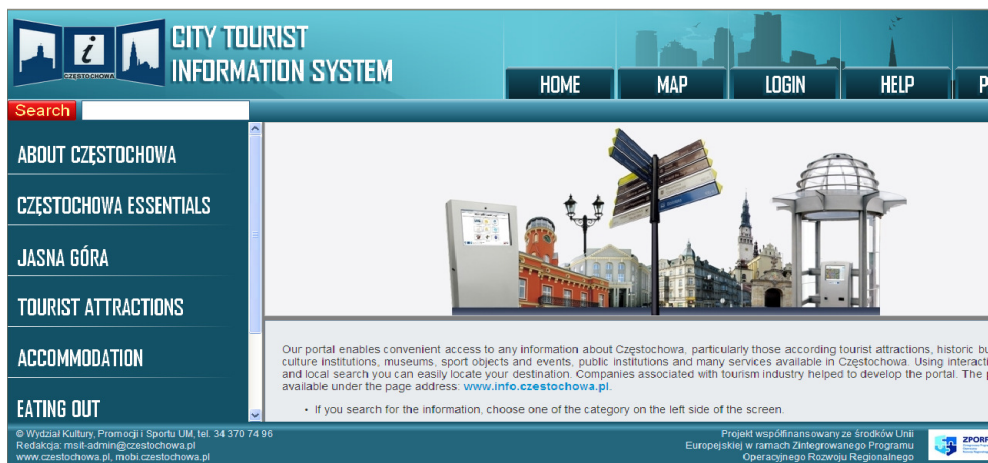 CITY TOURIST
INFORMATION SYSTEM
i
CZĘSTOCHOWA
HOME MAP LOGIN HELP P
Search
ABOUT CZĘSTOCHOWA
CZĘSTOCHOWA ESSENTIALS
JASNA GÓRA
TOURIST ATTRACTIONS
ACCOMMODATION
EATING OUT
Our portal enables convenient access to any information about Częstochowa, particularly those according tourist attractions, historic bu
culture institutions, museums, sport objects and events, public institutions and many services available in Częstochowa. Using interacti
and local search you can easily locate your destination. Companies associated with tourism industry helped to develop the portal. The p
available under the page address: www.info.czestochowa.pl.
• If you search for the information, choose one of the category on the left side of the screen.
© Wydział Kultury, Promocji i Sportu UM, tel. 34 370 74 96
Redakcja: msit-admin@czestochowa.pl
www.czestochowa.pl, mobi.czestochowa.pl
Projekt współfinansowany ze środków Unii
Europejskiej w ramach Zintegrowanego Programu
Operacyjnego Rozwoju Regionalnego
ZPORR